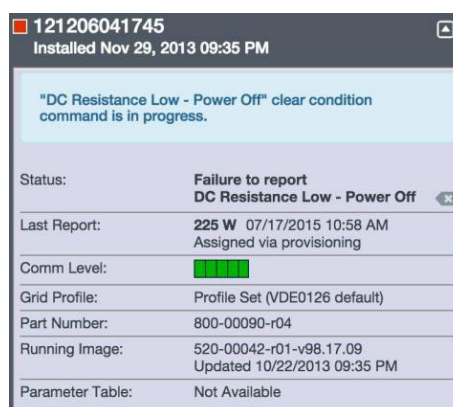 121206041745
Installed Nov 29, 2013 09:35 PM
"DC Resistance Low - Power Off" clear condition
command is in progress.
Status: Failure to report
DC Resistance Low - Power Off
Last Report: 225 W 07/17/2015 10:58 AM
Assigned via provisioning
Comm Level:
Grid Profile: Profile Set (VDE0126 default)
Part Number: 800-00090-r04
Running Image: 520-00042-r01-v98.17.09
Updated 10/22/2013 09:35 PM
Parameter Table: Not Available